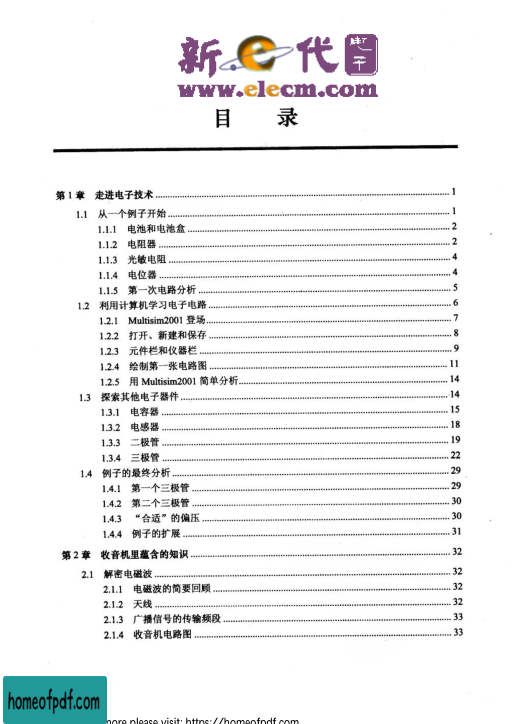 新e代电子
www.elecm.com
目 录
第1章 走进电子技术 1
1.1 从一个例子开始 1
1.1.1 电池和电池盒 2
1.1.2 电阻器 2
1.1.3 光敏电阻 4
1.1.4 电位器 4
1.1.5 第一次电路分析 5
1.2 利用计算机学习电子电路 6
1.2.1 Multisim2001 登场 7
1.2.2 打开、新建和保存 8
1.2.3 元件栏和仪器栏 9
1.2.4 绘制第一张电路图 11
1.2.5 用 Multisim2001 简单分析 14
1.3 探索其他电子器件 14
1.3.1 电容器 15
1.3.2 电感器 18
1.3.3 二极管 19
1.3.4 三极管 22
1.4 例子的最终分析 29
1.4.1 第一个三极管 29
1.4.2 第二个三极管 30
1.4.3 “合适”的偏压 30
1.4.4 例子的扩展 31
第2章 收音机里蕴含的知识 32
2.1 解密电磁波 32
2.1.1 电磁波的简要回顾 32
2.1.2 天线 32
2.1.3 广播信号的传输频段 33
2.1.4 收音机电路图 33
homeofpdf.com
more please visit: https://homeofpdf.com